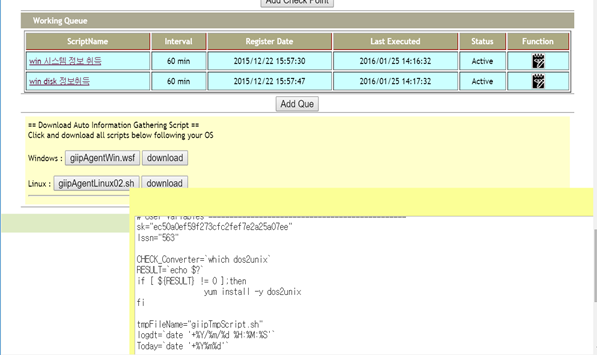 Add Check Point
Working Queue
ScriptName Interval Register Date Last Executed Status Function
win 시스템 정보 취득 60 min 2015/12/22 15:57:30 2016/01/25 14:16:32 Active
win disk 정보취득 60 min 2015/12/22 15:57:47 2016/01/25 14:17:32 Active
Add Que
== Download Auto Information Gathering Script ==
Click and download all scripts below following your OS
Windows : giipAgentWin.wsf download
Linux : giipAgentLinux02.sh download
# User Variables ===============================================
sk="ec50a0ef59f273cfc2fef7e2a25a07ee"
lssn="563"
CHECK_Converter=`which dos2unix`
RESULT=`echo $?`
if [ ${RESULT} != 0 ];then
yum install -y dos2unix
fi
tmpFileName="giipTmpScript.sh"
logdt=`date '+%Y/%m/%d %H:%M:%S'`
Today=`date '+%Y%m%d'`